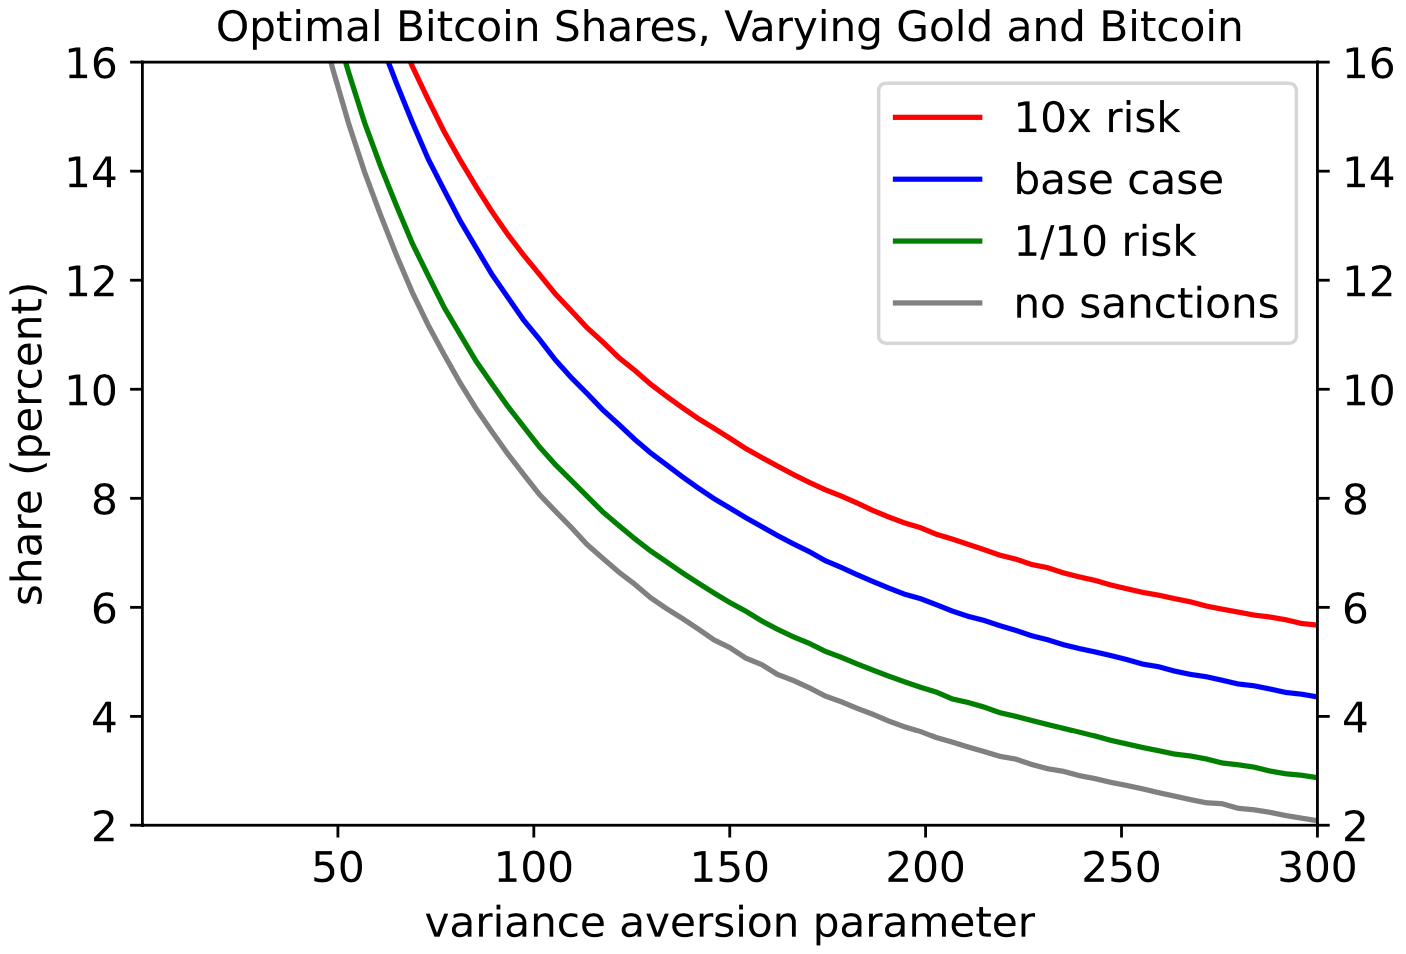 Optimal Bitcoin Shares, Varying Gold and Bitcoin
share (percent)
16
14
12
10
8
6
4
2
10x risk
base case
1/10 risk
no sanctions
16
14
12
10
8
6
4
2
50 100 150 200 250 300
variance aversion parameter